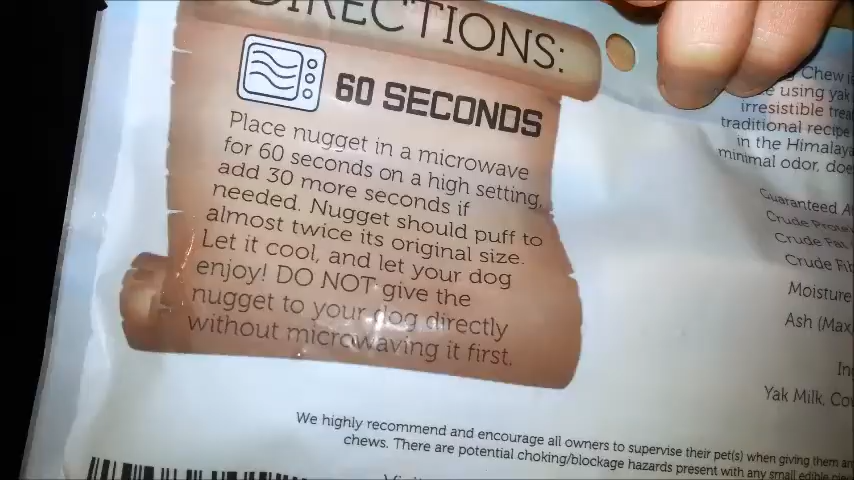 DIRECTIONS:
60 SECONDS
Place nugget in a microwave
for 60 seconds on a high setting,
add 30 more seconds if
needed. Nugget should puff to
almost twice its original size.
Let it cool, and let your dog
enjoy! DO NOT give the
nugget to your dog directly
without microwaving it first.
Chew
using yak
irresistible
traditional recipe
in the
minimal odor,
Guaranteed
Crude
Crude
Crude
Moisture
Ash (Max
Yak Milk,
We highly recommend and encourage all owners to supervise their pet(s) when giving them
chews. There are potential choking/blockage hazards present with any small edible